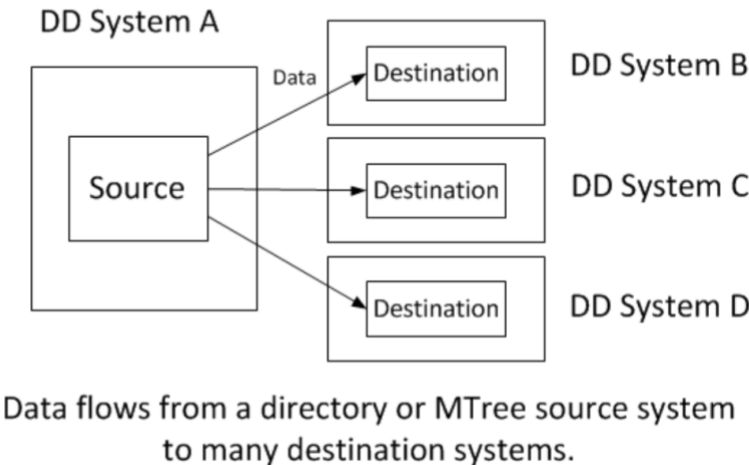 DD System A
Data
Destination
DD System B
Source
Destination
DD System C
Destination
DD System D
Data flows from a directory or MTree source system
to many destination systems.